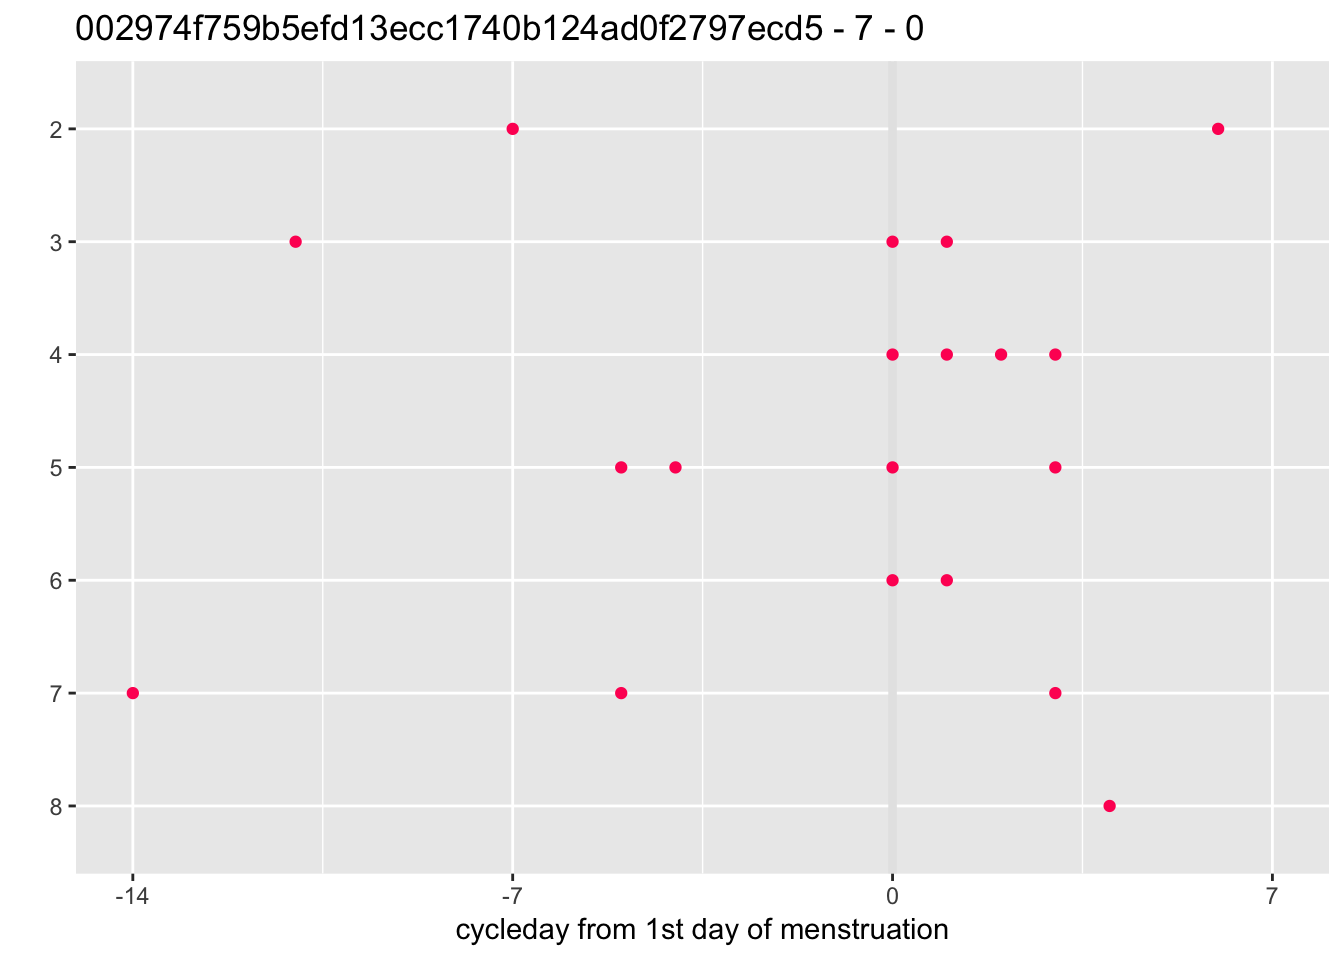 002974f759b5efd13ecc1740b124ad0f2797ecd5 - 7 - 0
2
3
4
5
6
7
8
-14 -7 0 7
cycleday from 1st day of menstruation